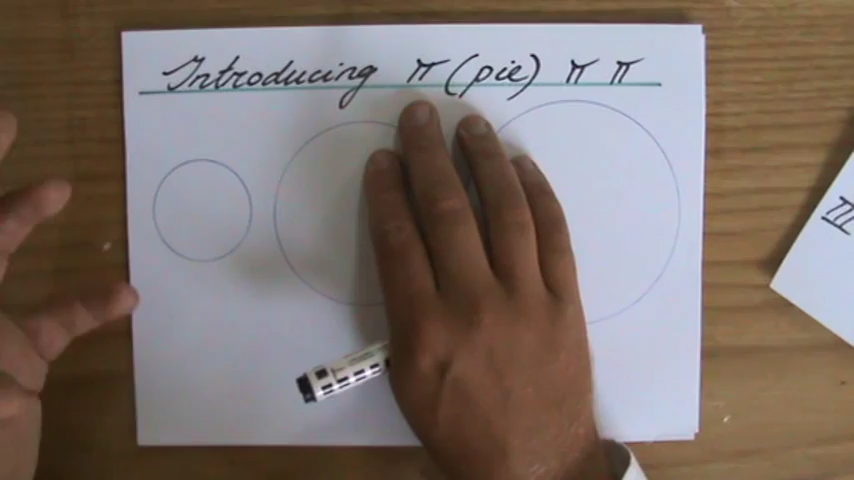 Introducing π (pie) π π